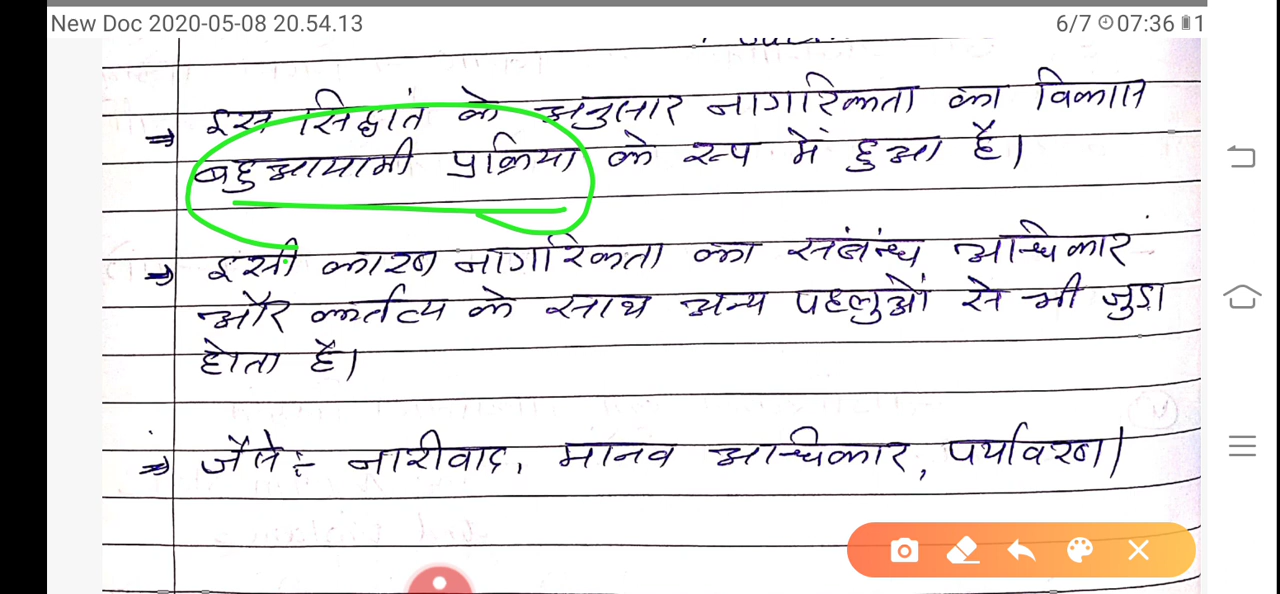 New Doc 2020-05-08 20.54.13
6/7 07:36 1
⇒ इस सिद्धांत के अनुसार नागरिकता का विकास
बहुआयामी प्रक्रिया के रूप में हुआ है।
⇒ इसी कारण नागरिकता का संबंन्ध अधिकार
और कर्तव्य के साथ अन्य पहलुओं से भी जुड़ा
होता है।
⇒ जैसे :- नारीवाद, मानव अधिकार, पर्यावरण।